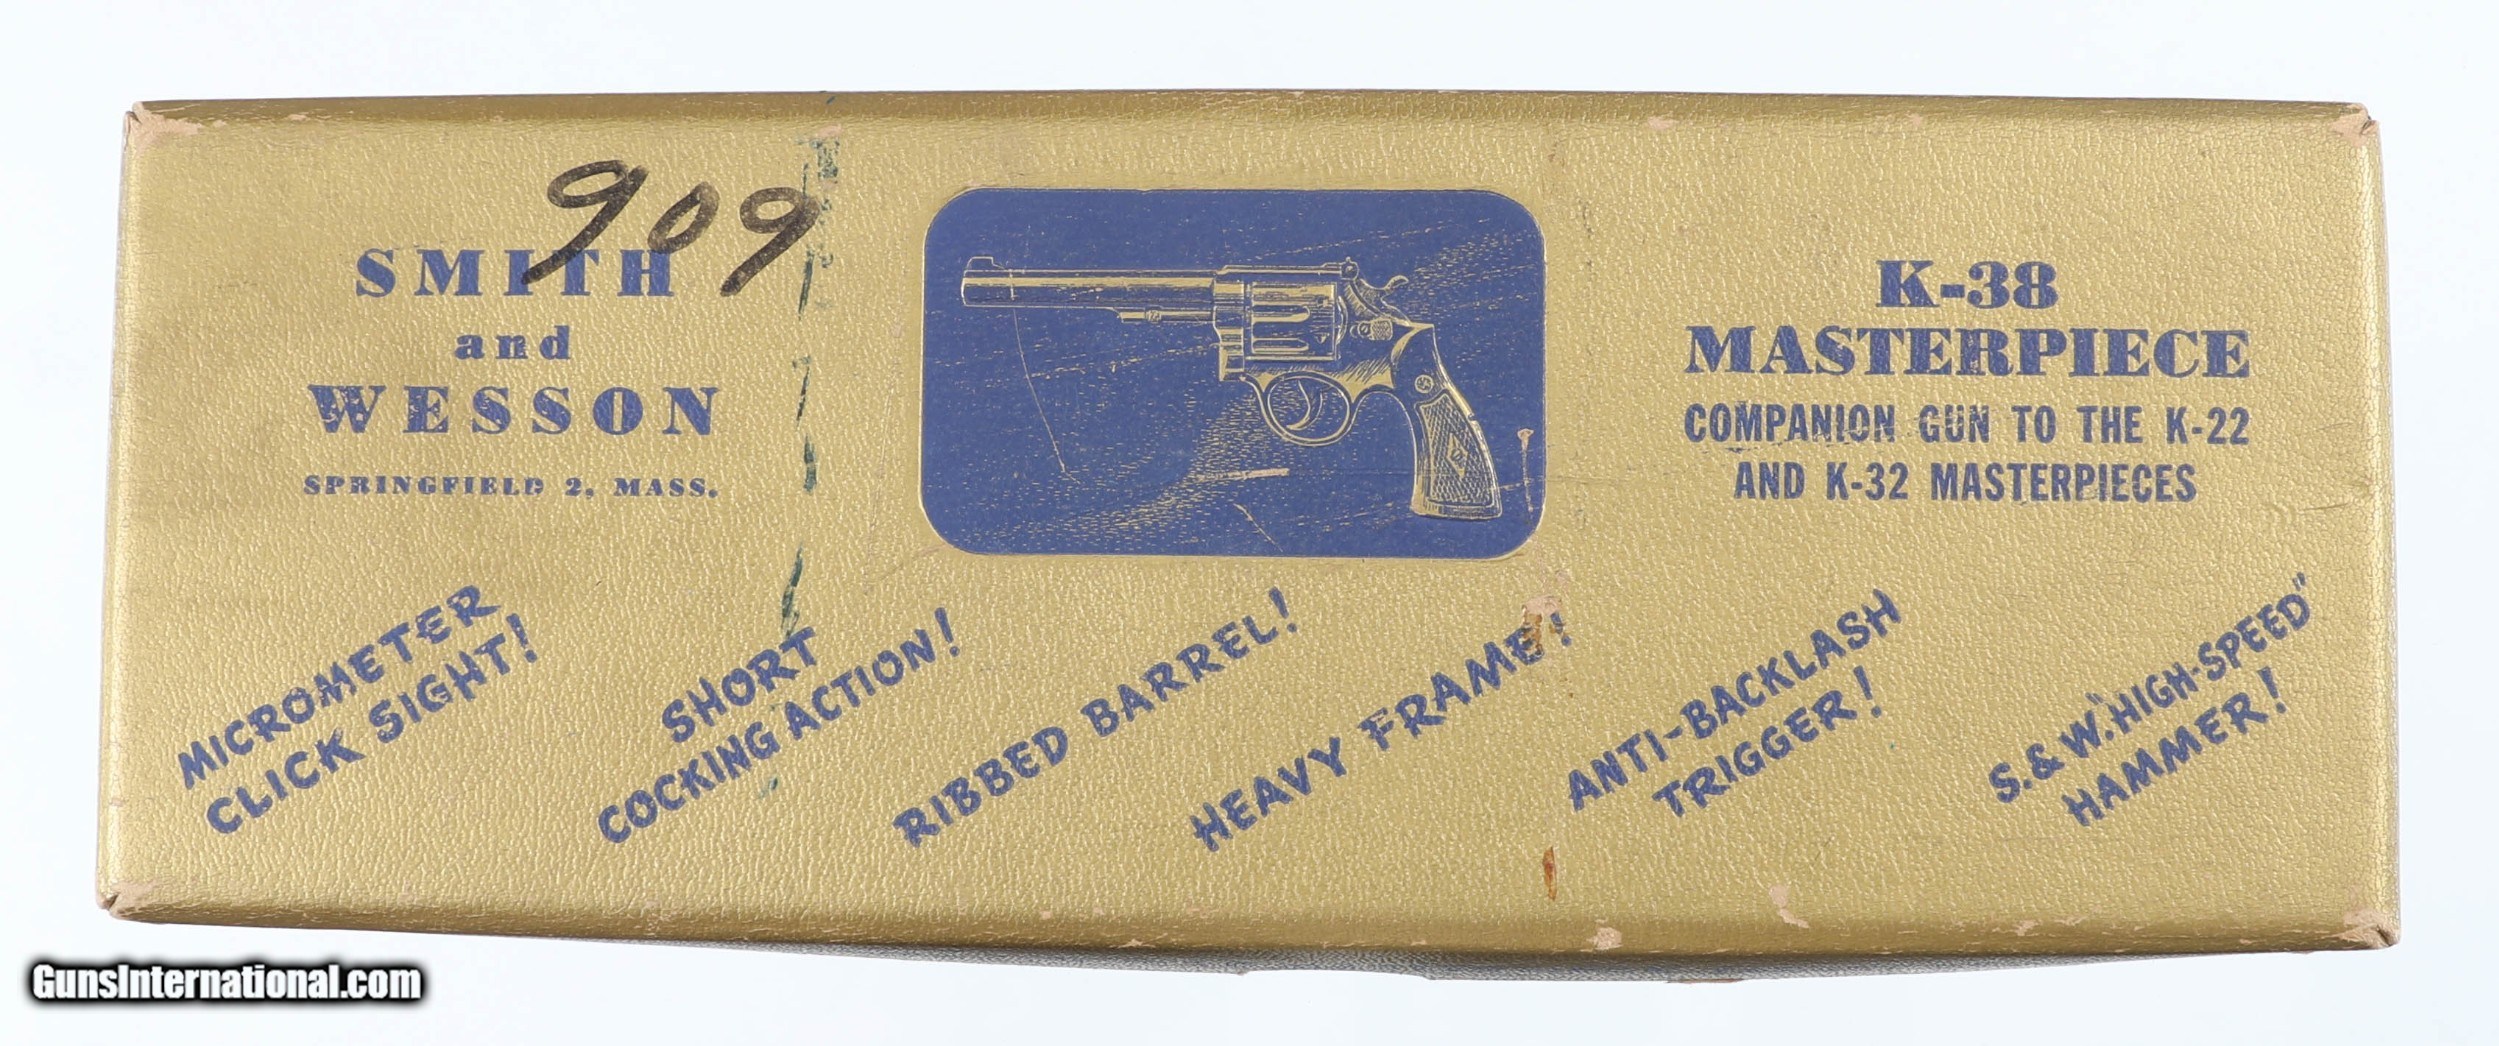 909
SMITH
and
WESSON
SPRINGFIELD 2, MASS.
K-38
MASTERPIECE
COMPANION GUN TO THE K-22
AND K-32 MASTERPIECES
MICROMETER
CLICK SIGHT!
SHORT
COCKING ACTION!
RIBBED BARREL!
HEAVY FRAME!
ANTI-BACKLASH
TRIGGER!
S.&W. "HIGH-SPEED"
HAMMER!
GunsInternational.com